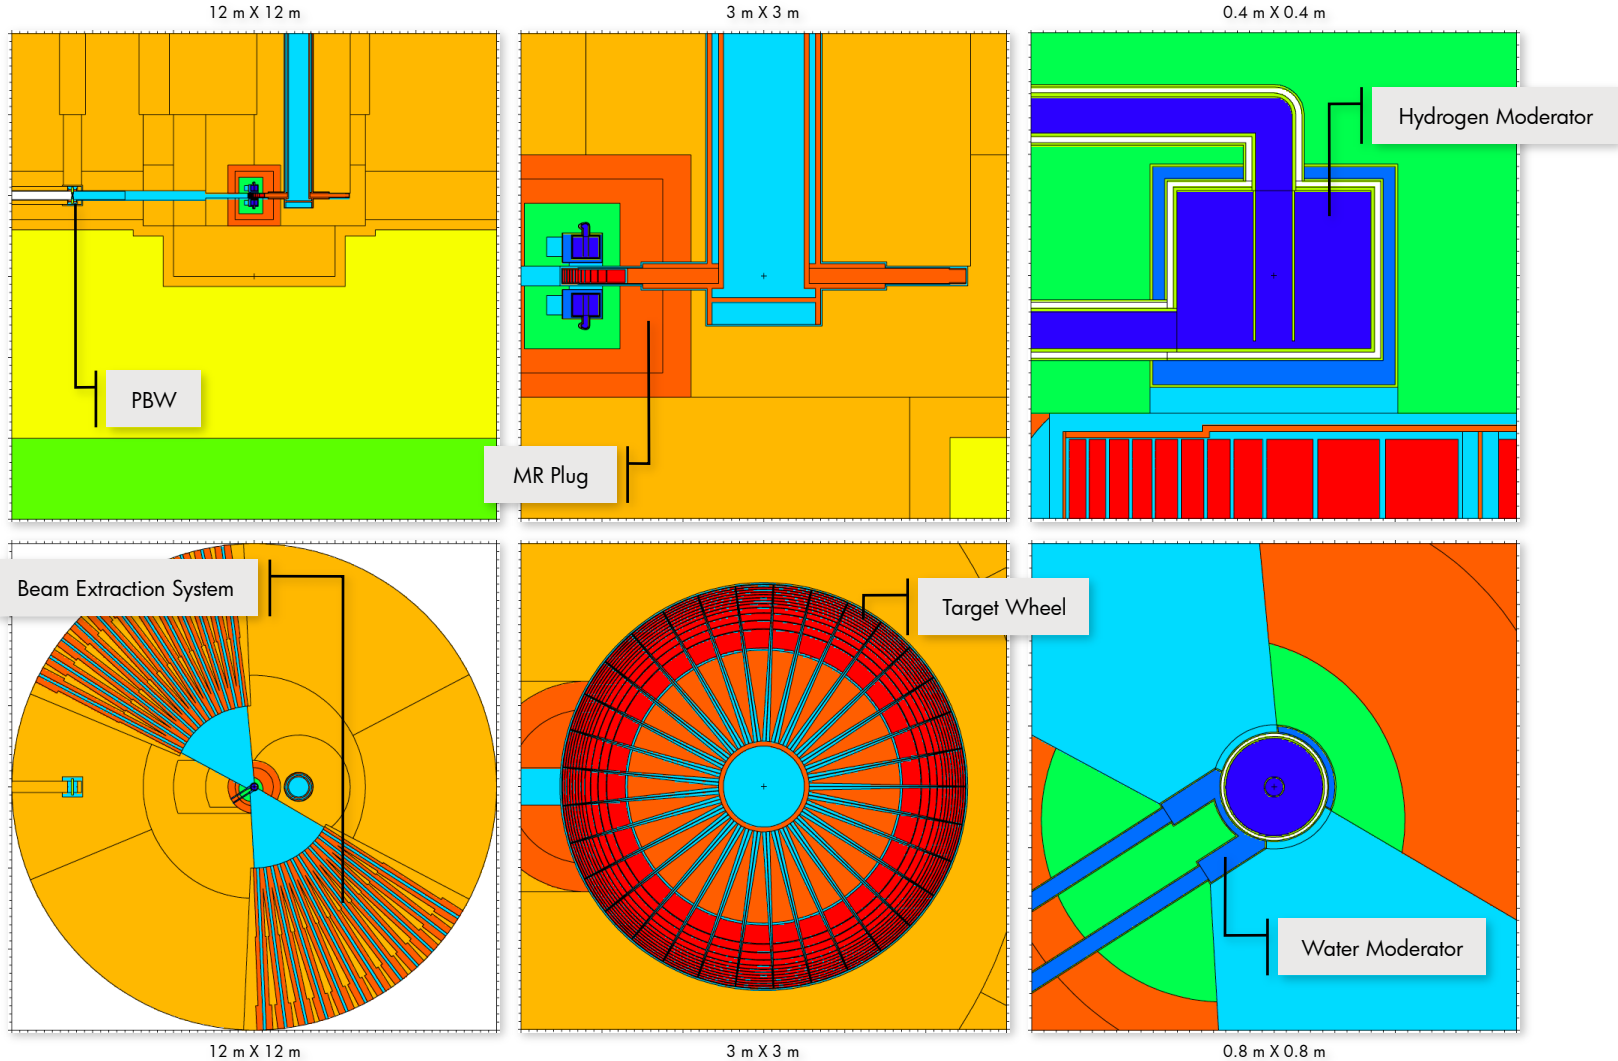 12 m X 12 m
3 m X 3 m
0.4 m X 0.4 m
Hydrogen Moderator
PBW
MR Plug
Beam Extraction System
Target Wheel
Water Moderator
12 m X 12 m
3 m X 3 m
0.8 m X 0.8 m